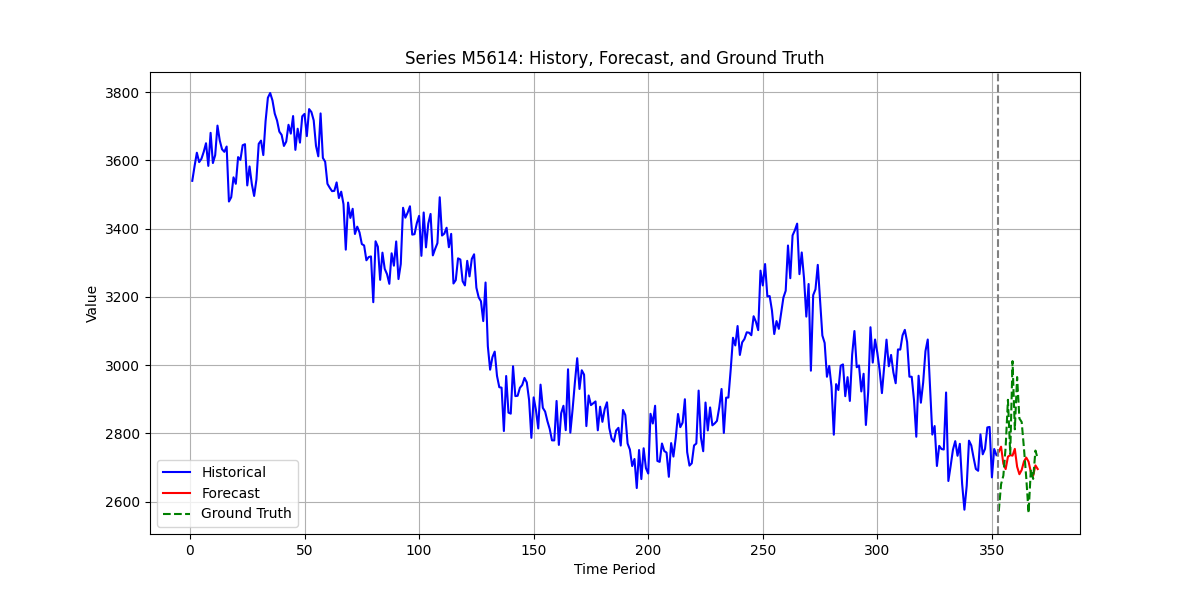 Series M5614: History, Forecast, and Ground Truth
Value
3800
3600
3400
3200
3000
2800
2600
Historical
Forecast
Ground Truth
0 50 100 150 200 250 300 350
Time Period